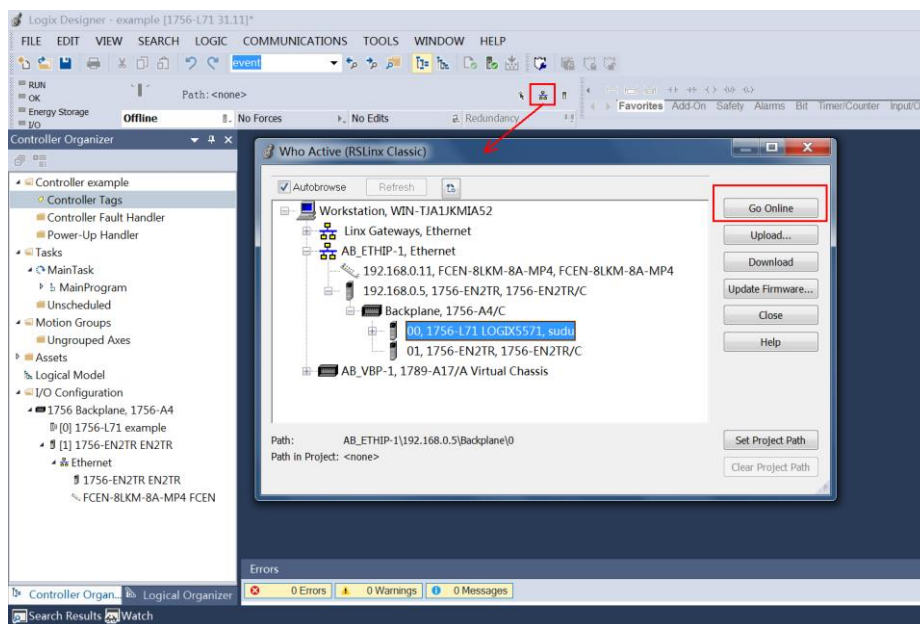 Logix Designer - example [1756-L71 31.11]*
FILE EDIT VIEW SEARCH LOGIC COMMUNICATIONS TOOLS WINDOW HELP
event
RUN
OK
Energy Storage
I/O
Path: <none>
Offline
No Forces
No Edits
Redundancy
Favorites Add-On Safety Alarms Bit Timer/Counter
Controller Organizer
Controller example
Controller Tags
Controller Fault Handler
Power-Up Handler
Tasks
MainTask
MainProgram
Unscheduled
Motion Groups
Ungrouped Axes
Assets
Logical Model
I/O Configuration
1756 Backplane, 1756-A4
[0] 1756-L71 example
[1] 1756-EN2TR EN2TR
Ethernet
1756-EN2TR EN2TR
FCEN-8LKM-8A-MP4 FCEN
Controller Organ... Logical Organizer
Who Active (RSLinx Classic)
Autobrowse Refresh
Workstation, WIN-TJA1JKMIA52
Linx Gateways, Ethernet
AB_ETHIP-1, Ethernet
192.168.0.11, FCEN-8LKM-8A-MP4, FCEN-8LKM-8A-MP4
192.168.0.5, 1756-EN2TR, 1756-EN2TR/C
Backplane, 1756-A4/C
00, 1756-L71 LOGIX5571, sudu
01, 1756-EN2TR, 1756-EN2TR/C
AB_VBP-1, 1789-A17/A Virtual Chassis
Go Online
Upload...
Download
Update Firmware...
Close
Help
Path: AB_ETHIP-1\192.168.0.5\Backplane\0
Path in Project: <none>
Set Project Path
Clear Project Path
Errors
0 Errors 0 Warnings 0 Messages
Search Results Watch